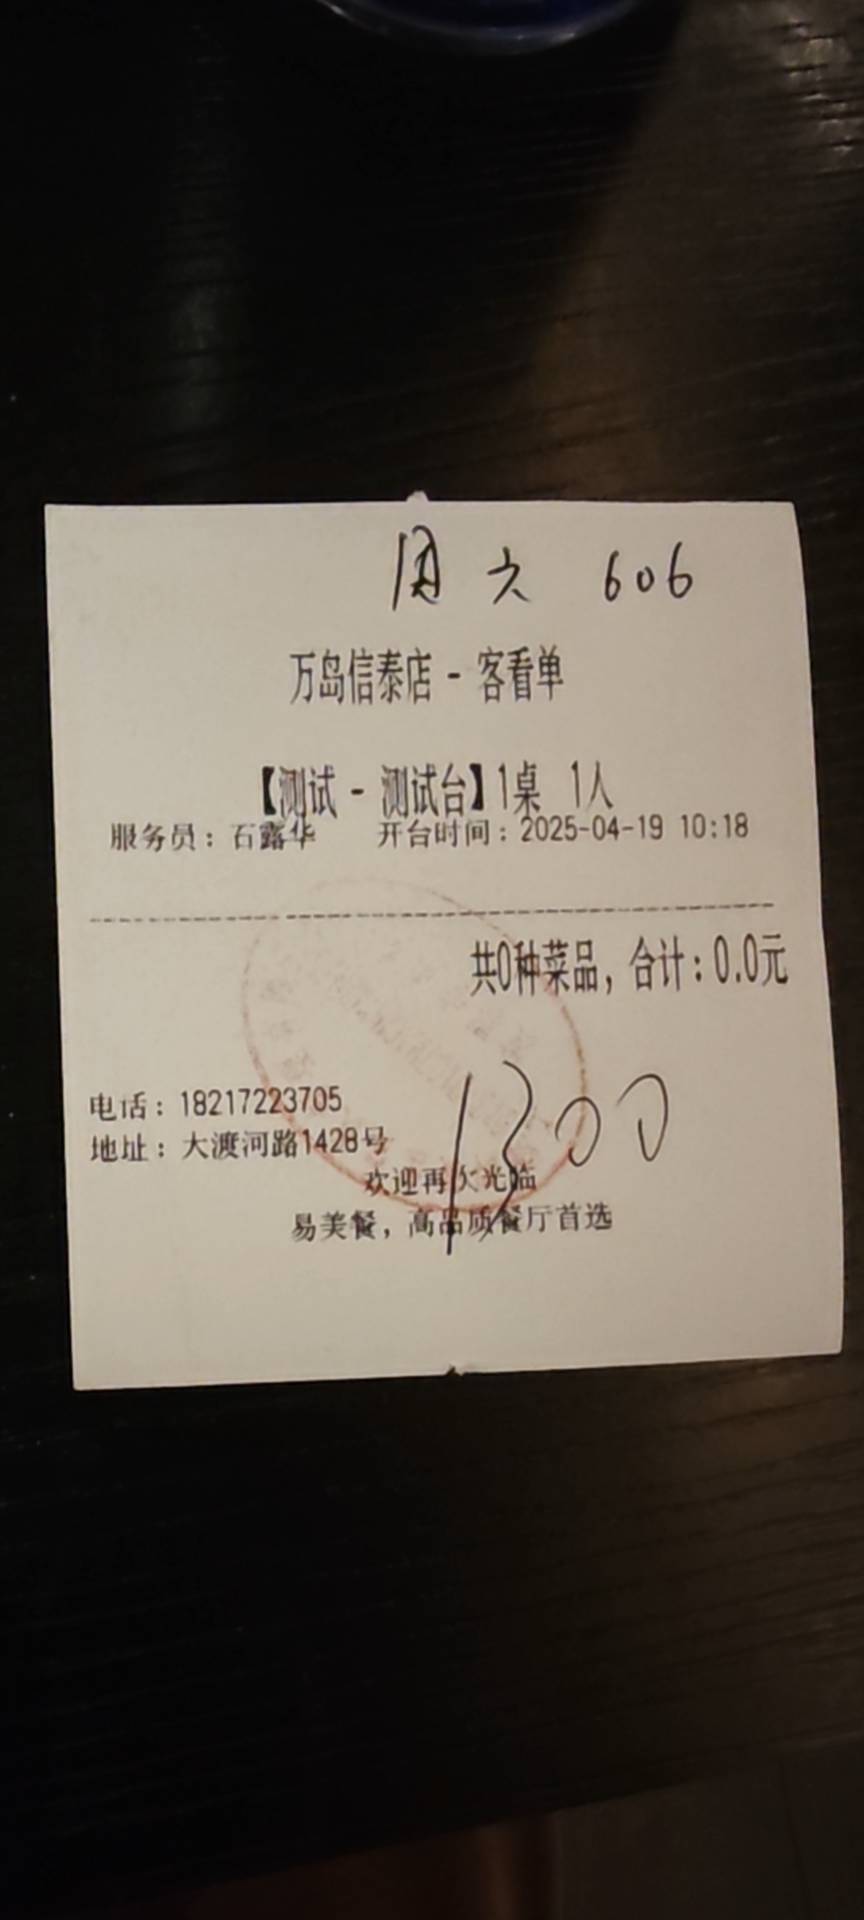 周六 606
万岛信泰店 - 客看单
【测试 - 测试台】1桌 1人
服务员：石露华 开台时间：2025-04-19 10:18
共0种菜品，合计：0.0元
1300
电话：18217223705
地址：大渡河路1428号
欢迎再次光临
易美餐，高品质餐厅首选